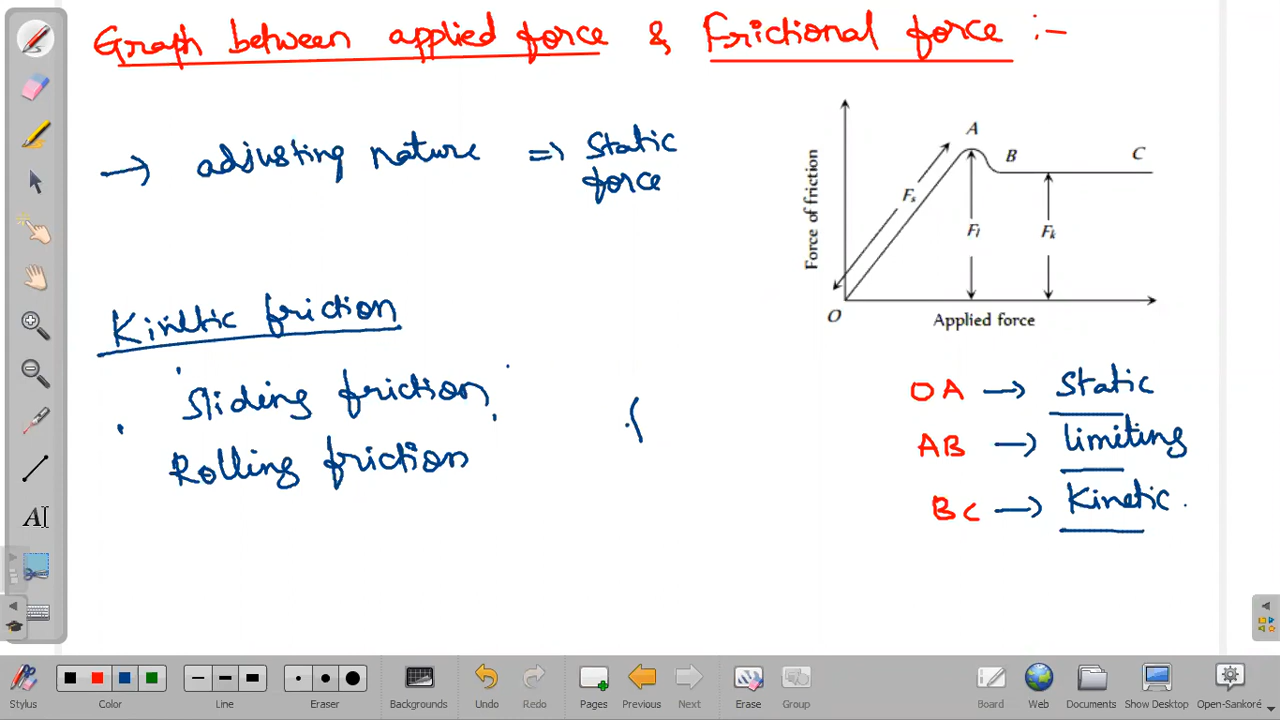 Graph between applied force & Frictional force :-
→ adjusting nature => Static force
A
B
C
Fs
Fl
Fk
Force of friction
O
Applied force
Kinetic friction
'Sliding friction'
Rolling friction
(
OA → Static
AB → limiting
BC → Kinetic
A
Stylus
Color
Line
Eraser
Backgrounds
Undo
Redo
Pages
Previous
Next
Erase
Group
Board
Web
Documents
Show Desktop
Open-Sankoré